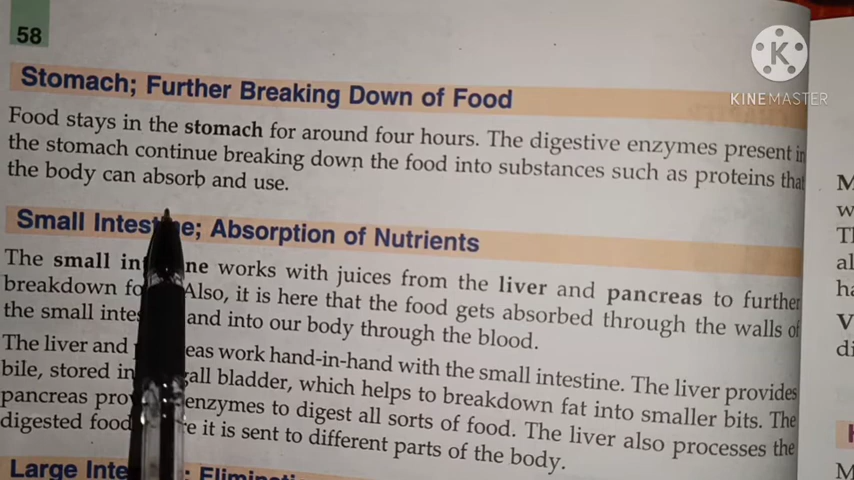 58
K
KINEMASTER
Stomach; Further Breaking Down of Food
Food stays in the stomach for around four hours. The digestive enzymes present in
the stomach continue breaking down the food into substances such as proteins that
the body can absorb and use.
Small Intestine; Absorption of Nutrients
The small in ne works with juices from the liver and pancreas to further
breakdown fo Also, it is here that the food gets absorbed through the walls of
the small intes and into our body through the blood.
The liver and p eas work hand-in-hand with the small intestine. The liver provides
bile, stored in gall bladder, which helps to breakdown fat into smaller bits. The
pancreas pro enzymes to digest all sorts of food. The liver also processes the
digested food re it is sent to different parts of the body.
Large Inte ; Eliminati